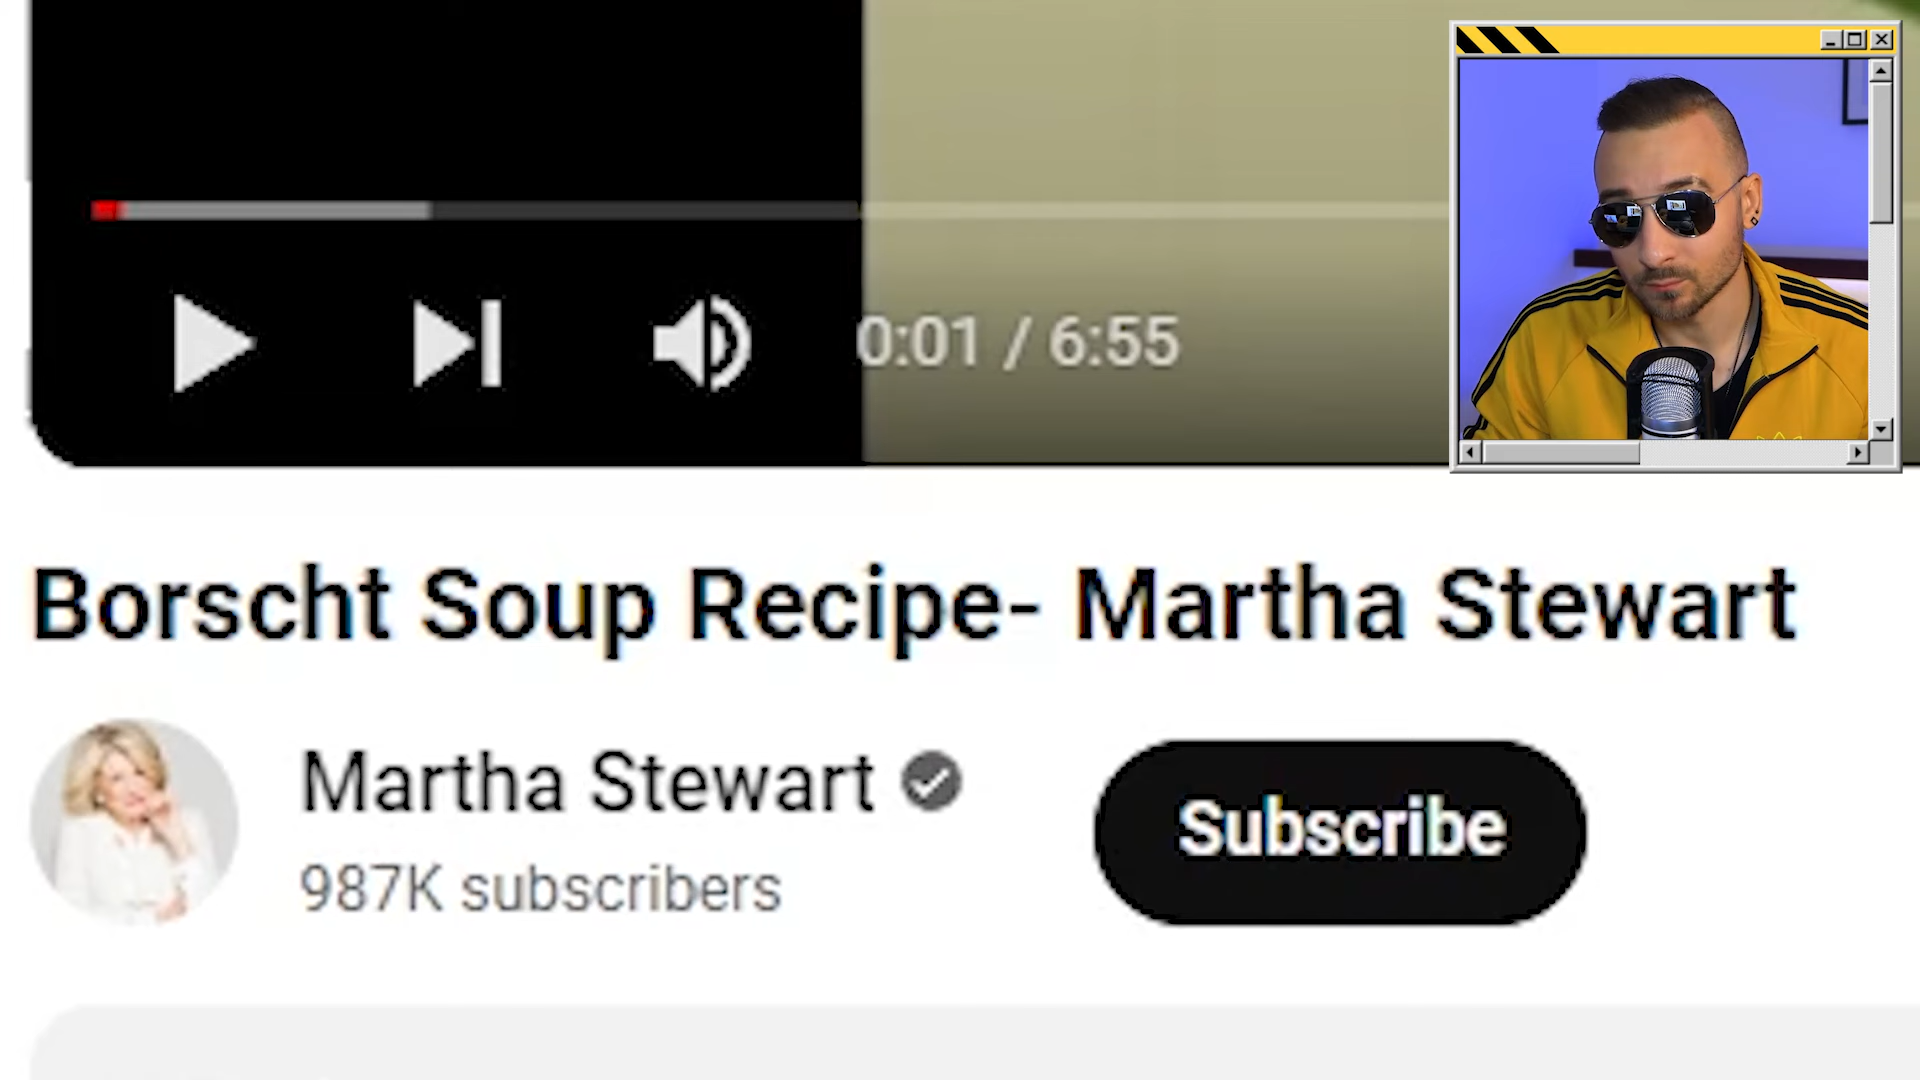 0:01 / 6:55
Borscht Soup Recipe- Martha Stewart
Martha Stewart
987K subscribers
Subscribe